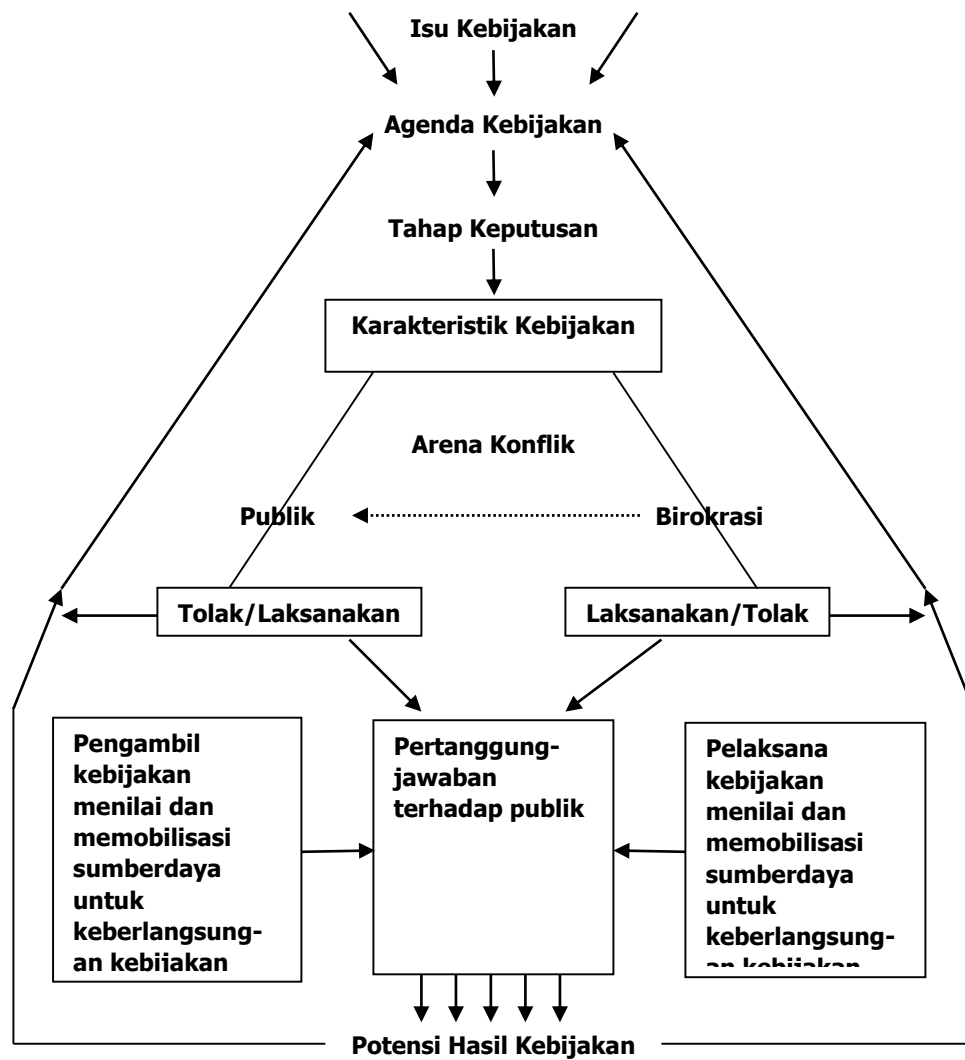 Isu Kebijakan
Agenda Kebijakan
Tahap Keputusan
Karakteristik Kebijakan
Arena Konflik
Publik
Birokrasi
Tolak/Laksanakan
Laksanakan/Tolak
Pengambil
kebijakan
menilai dan
memobilisasi
sumberdaya
untuk
keberlangsung-
an kebijakan
Pertanggung-
jawaban
terhadap publik
Pelaksana
kebijakan
menilai dan
memobilisasi
sumberdaya
untuk
keberlangsung-
an kebijakan
Potensi Hasil Kebijakan